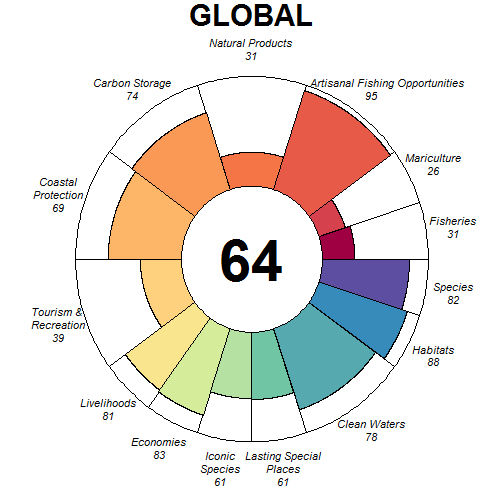 GLOBAL
Natural Products
31
Carbon Storage
74
Artisanal Fishing Opportunities
95
Mariculture
26
Coastal
Protection
69
Fisheries
31
64
Species
82
Tourism &
Recreation
39
Habitats
88
Livelihoods
81
Clean Waters
78
Economies
83
Iconic
Species
61
Lasting Special
Places
61